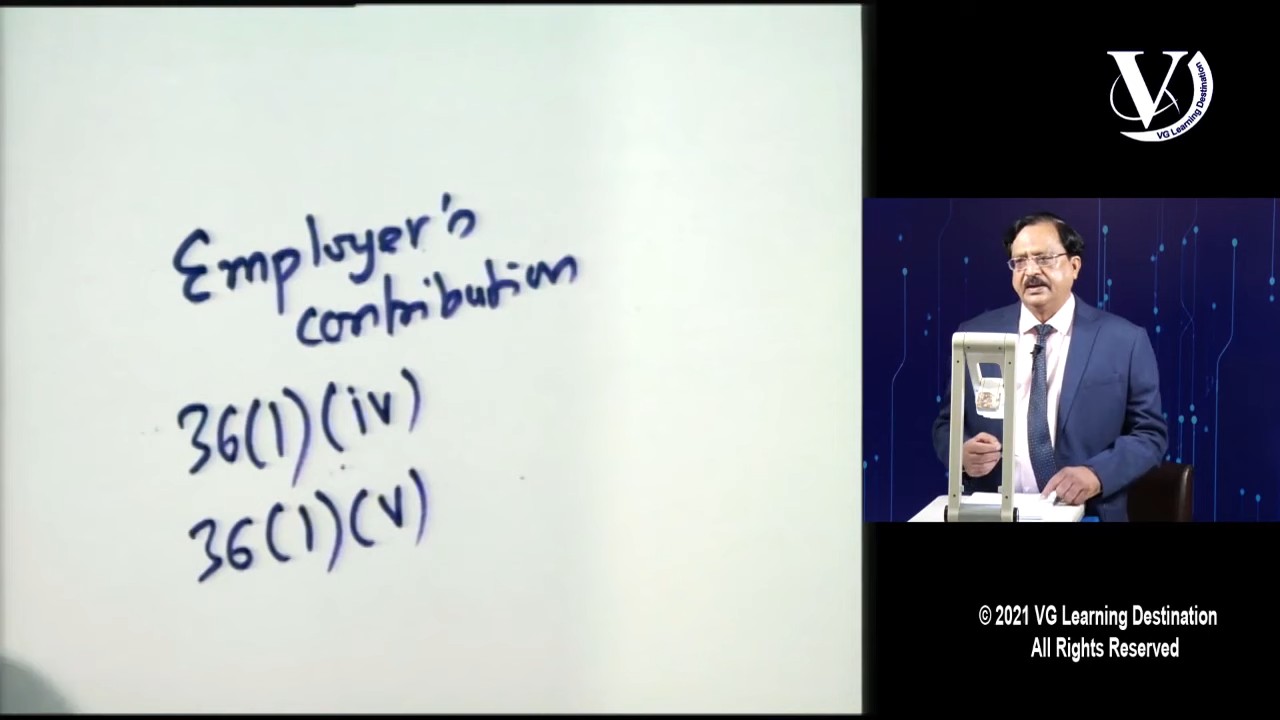 Employer's
contribution
36(1)(iv)
36(1)(v)
V
VG Learning Destination
© 2021 VG Learning Destination
All Rights Reserved